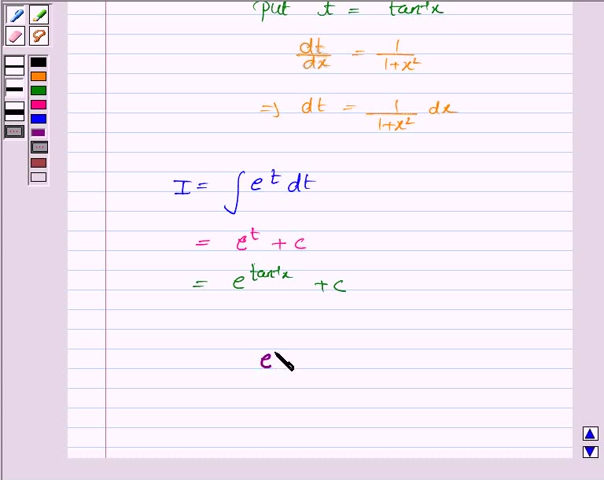 put t = tan⁻¹x
dt/dx = 1/1+x²
⇒ dt = 1/1+x² dx
I = ∫ e^t dt
= e^t + c
= e^tan⁻¹x + c
e